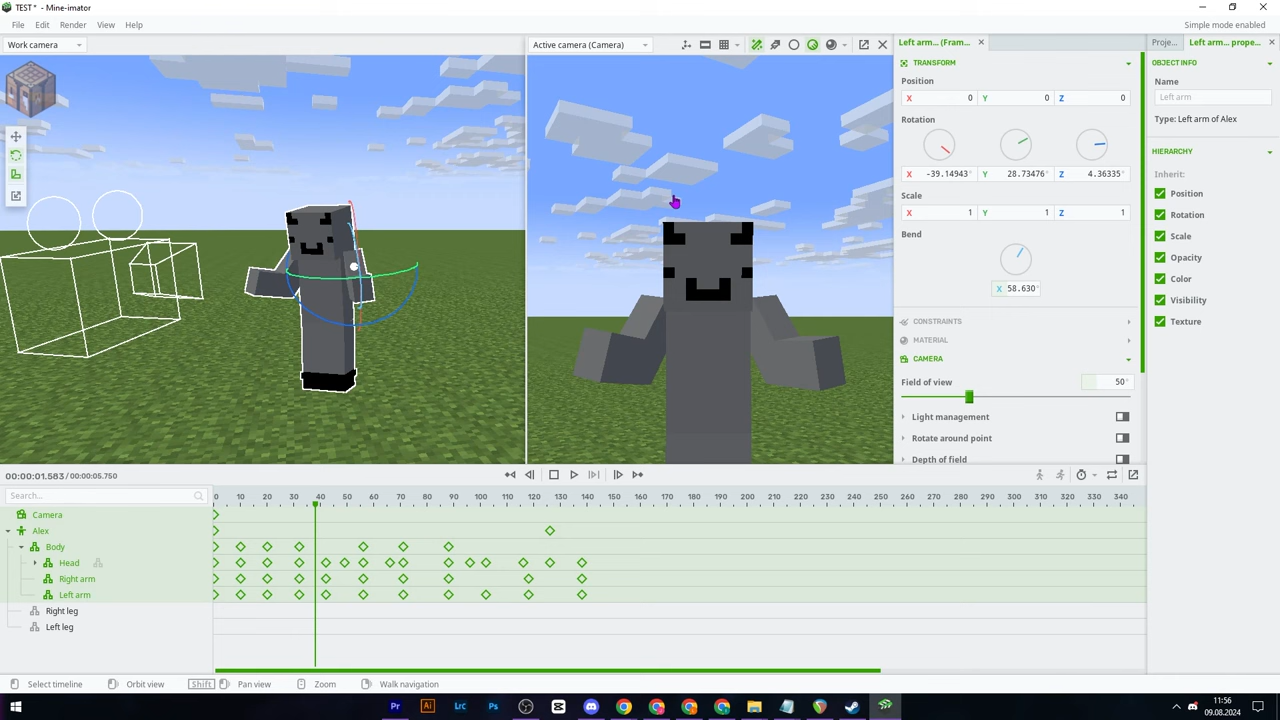 TEST * - Mine-imator
File Edit Render View Help
Simple mode enabled
Work camera
Active camera (Camera)
Left arm... (Fram...
Proje...
Left arm... prope...
TRANSFORM
Position
X 0 Y 0 Z 0
Rotation
X -39.14943° Y 28.73476° Z 4.36335°
Scale
X 1 Y 1 Z 1
Bend
X 58.630°
CONSTRAINTS
MATERIAL
CAMERA
Field of view 50°
Light management
Rotate around point
Depth of field
OBJECT INFO
Name
Left arm
Type: Left arm of Alex
HIERARCHY
Inherit:
Position
Rotation
Scale
Opacity
Color
Visibility
Texture
00:00:01.583 / 00:00:05.750
Search...
0 10 20 30 40 50 60 70 80 90 100 110 120 130 140 150 160 170 180 190 200 210 220 230 240 250 260 270 280 290 300 310 320 330 340
Camera
Alex
Body
Head
Right arm
Left arm
Right leg
Left leg
Select timeline Orbit view Shift Pan view Zoom Walk navigation
Pr Ai Lrc Ps
11:56
09.08.2024